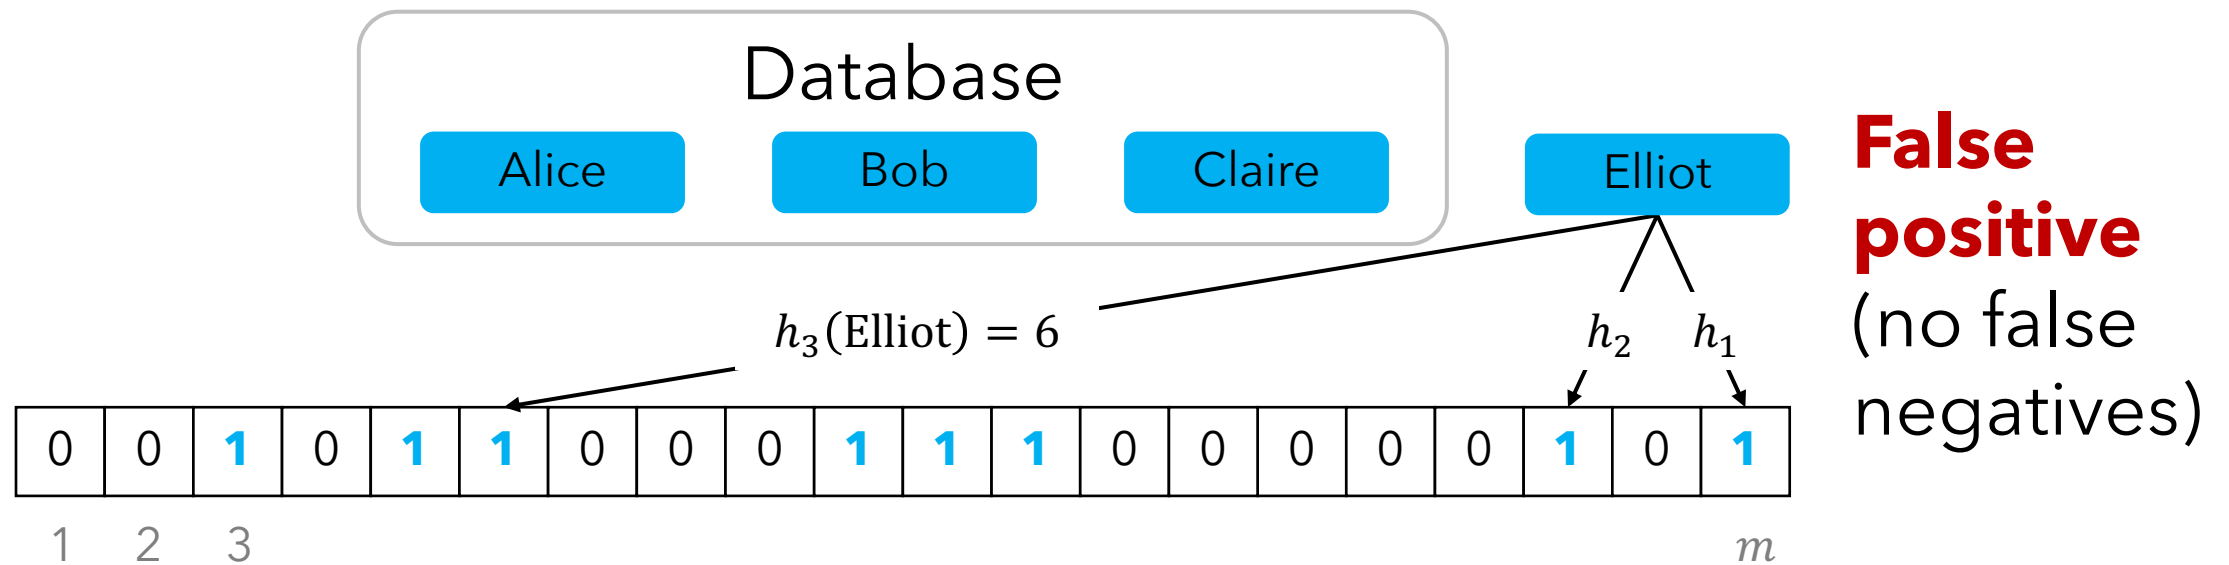 Database
Alice Bob Claire Elliot
False
positive
(no false
negatives)
h₃(Elliot) = 6 h₂ h₁
0 0 1 0 1 1 0 0 0 1 1 1 0 0 0 0 0 1 0 1
1 2 3 m